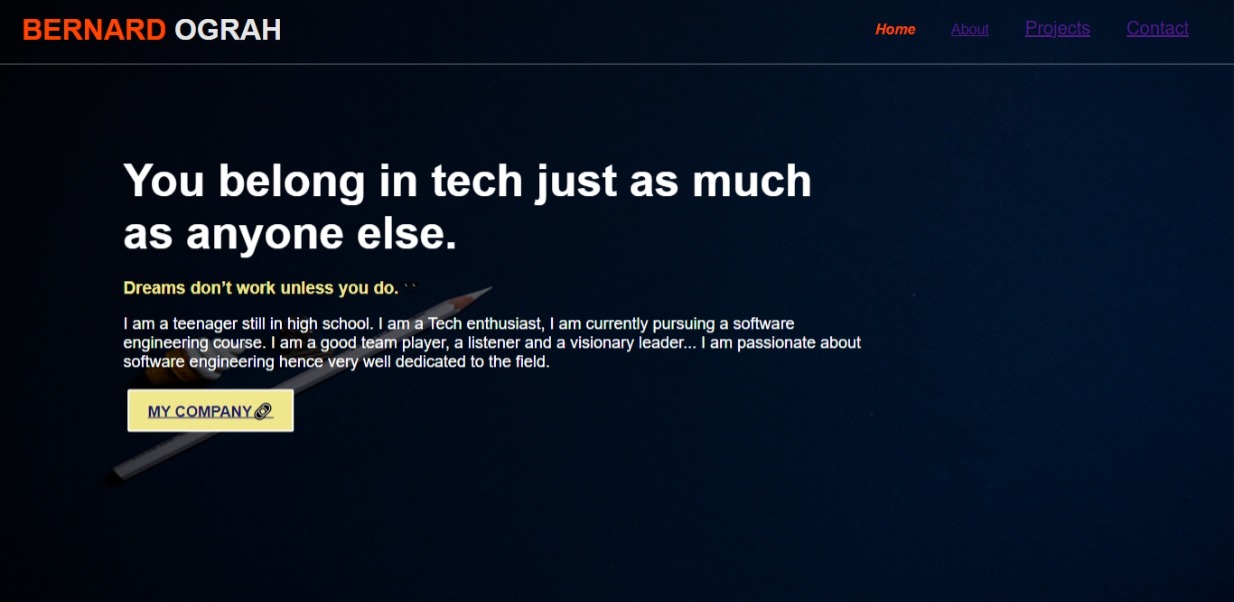 BERNARD OGRAH
Home About Projects Contact
You belong in tech just as much
as anyone else.
Dreams don’t work unless you do. ``
I am a teenager still in high school. I am a Tech enthusiast, I am currently pursuing a software
engineering course. I am a good team player, a listener and a visionary leader... I am passionate about
software engineering hence very well dedicated to the field.
MY COMPANY🔗